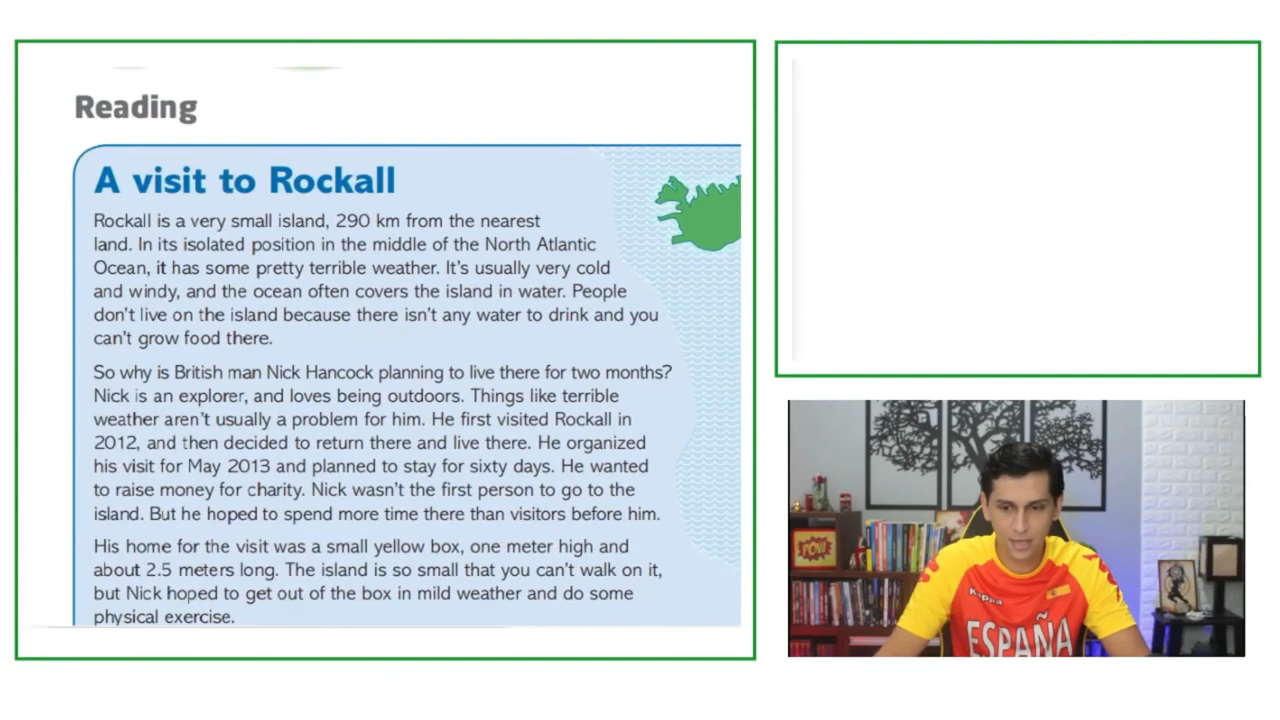 Reading
A visit to Rockall
Rockall is a very small island, 290 km from the nearest
land. In its isolated position in the middle of the North Atlantic
Ocean, it has some pretty terrible weather. It's usually very cold
and windy, and the ocean often covers the island in water. People
don't live on the island because there isn't any water to drink and you
can't grow food there.
So why is British man Nick Hancock planning to live there for two months?
Nick is an explorer, and loves being outdoors. Things like terrible
weather aren't usually a problem for him. He first visited Rockall in
2012, and then decided to return there and live there. He organized
his visit for May 2013 and planned to stay for sixty days. He wanted
to raise money for charity. Nick wasn't the first person to go to the
island. But he hoped to spend more time there than visitors before him.
His home for the visit was a small yellow box, one meter high and
about 2.5 meters long. The island is so small that you can't walk on it,
but Nick hoped to get out of the box in mild weather and do some
physical exercise.
POW
Kappa
ESPAÑA